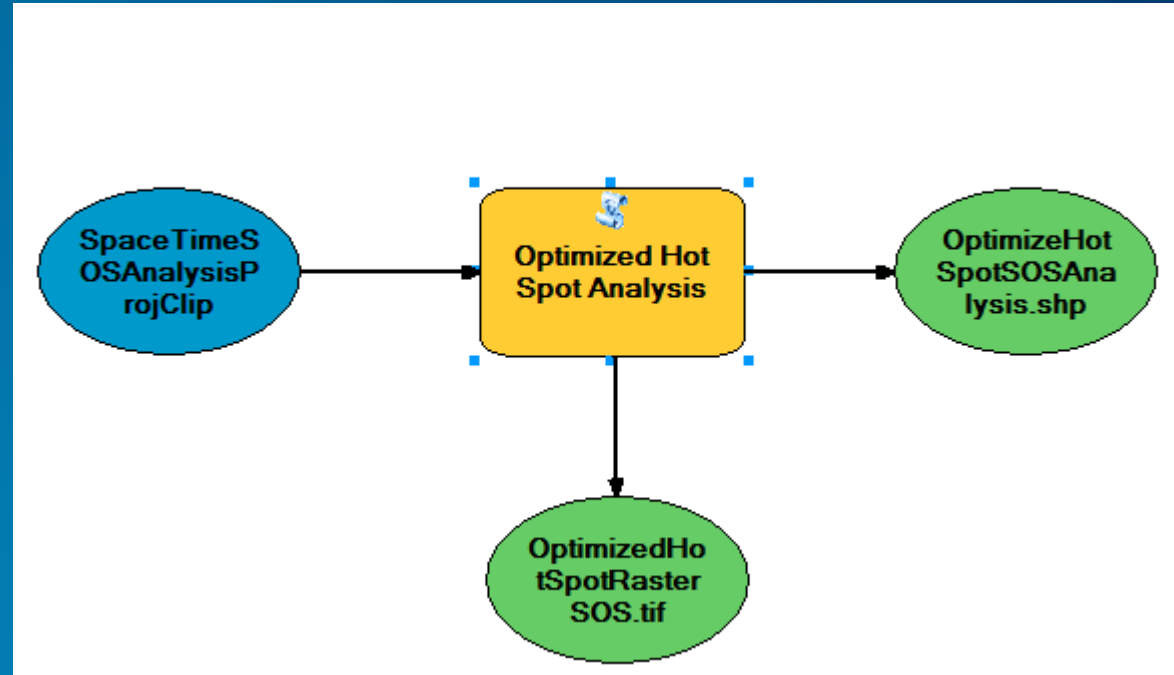 SpaceTimeS
OSAnalysisP
rojClip
Optimized Hot
Spot Analysis
OptimizeHot
SpotSOSAna
lysis.shp
OptimizedHo
tSpotRaster
SOS.tif